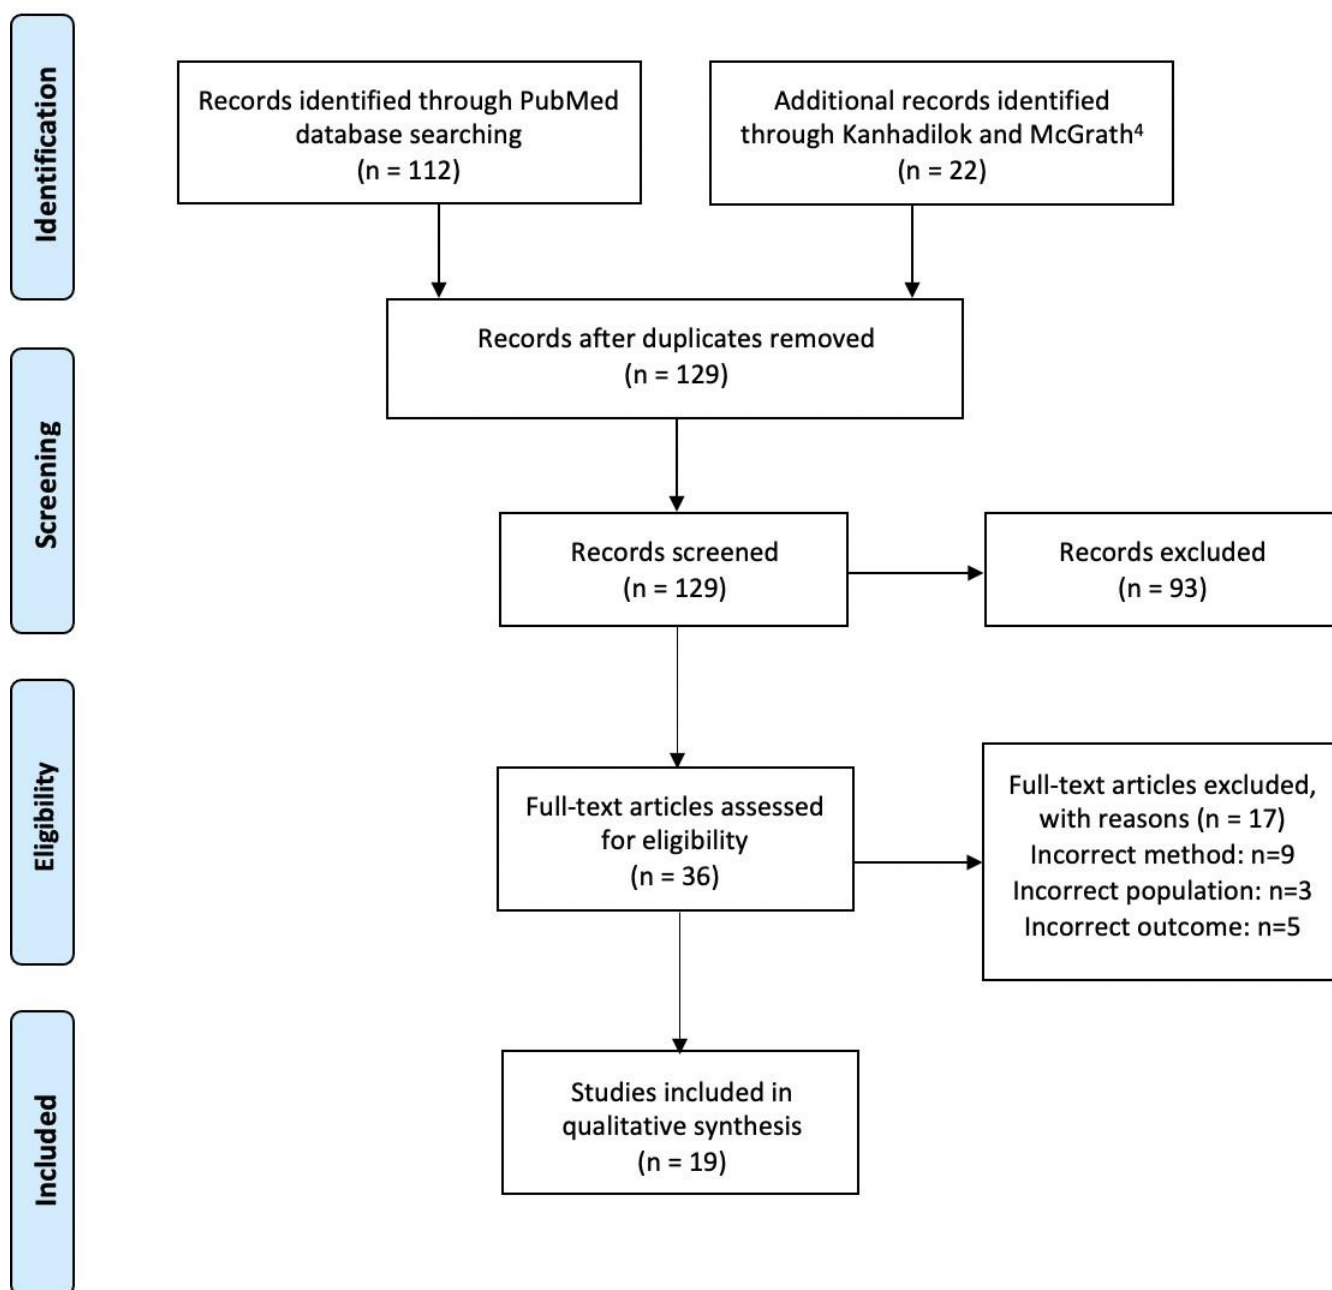 Identification
Records identified through PubMed
database searching
(n = 112)
Additional records identified
through Kanhadilok and McGrath⁴
(n = 22)
Records after duplicates removed
(n = 129)
Screening
Records screened
(n = 129)
Records excluded
(n = 93)
Eligibility
Full-text articles assessed
for eligibility
(n = 36)
Full-text articles excluded,
with reasons (n = 17)
Incorrect method: n=9
Incorrect population: n=3
Incorrect outcome: n=5
Included
Studies included in
qualitative synthesis
(n = 19)